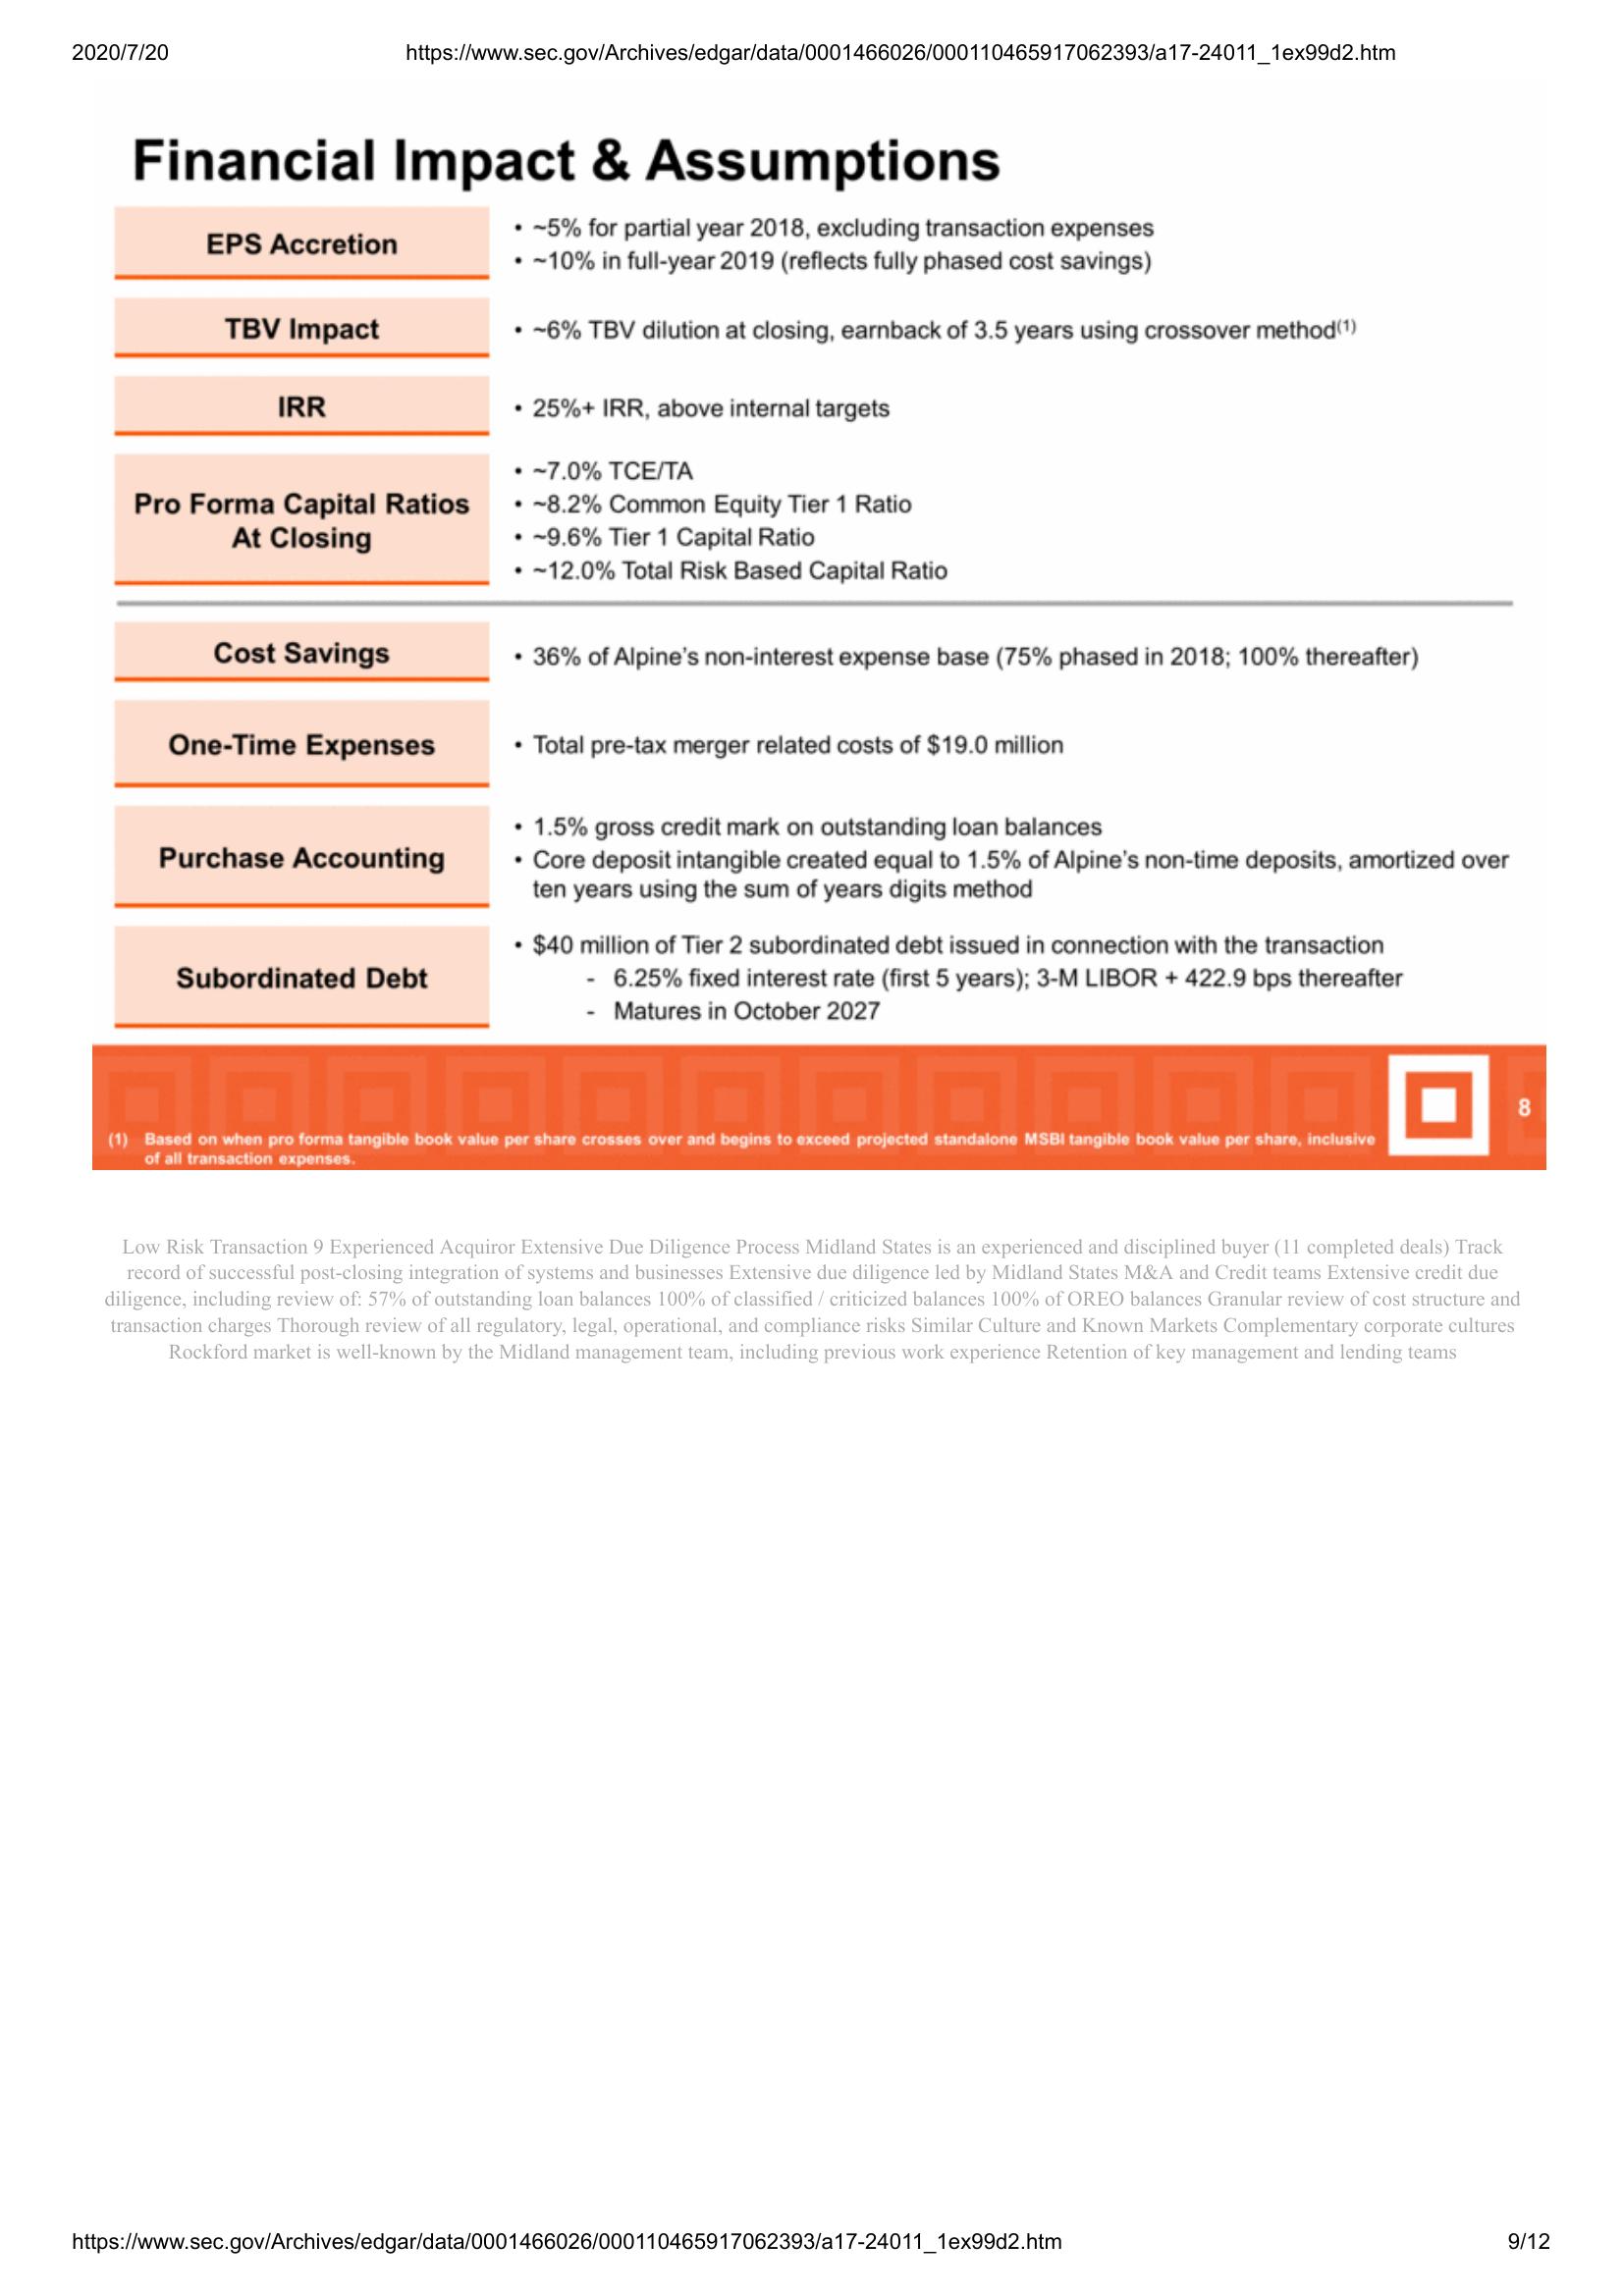 2020/7/20 https://www.sec.gov/Archives/edgar/data/0001466026/000110465917062393/a17-24011_1ex99d2.htm
Financial Impact & Assumptions
EPS Accretion
• ~5% for partial year 2018, excluding transaction expenses
• ~10% in full-year 2019 (reflects fully phased cost savings)
TBV Impact
• ~6% TBV dilution at closing, earnback of 3.5 years using crossover method(1)
IRR
• 25%+ IRR, above internal targets
Pro Forma Capital Ratios
At Closing
• ~7.0% TCE/TA
• ~8.2% Common Equity Tier 1 Ratio
• ~9.6% Tier 1 Capital Ratio
• ~12.0% Total Risk Based Capital Ratio
Cost Savings
• 36% of Alpine's non-interest expense base (75% phased in 2018; 100% thereafter)
One-Time Expenses
• Total pre-tax merger related costs of $19.0 million
Purchase Accounting
• 1.5% gross credit mark on outstanding loan balances
• Core deposit intangible created equal to 1.5% of Alpine's non-time deposits, amortized over
ten years using the sum of years digits method
Subordinated Debt
• $40 million of Tier 2 subordinated debt issued in connection with the transaction
- 6.25% fixed interest rate (first 5 years); 3-M LIBOR + 422.9 bps thereafter
- Matures in October 2027
8
(1) Based on when pro forma tangible book value per share crosses over and begins to exceed projected standalone MSBI tangible book value per share, inclusive
of all transaction expenses.
Low Risk Transaction 9 Experienced Acquiror Extensive Due Diligence Process Midland States is an experienced and disciplined buyer (11 completed deals) Track
record of successful post-closing integration of systems and businesses Extensive due diligence led by Midland States M&A and Credit teams Extensive credit due
diligence, including review of: 57% of outstanding loan balances 100% of classified / criticized balances 100% of OREO balances Granular review of cost structure and
transaction charges Thorough review of all regulatory, legal, operational, and compliance risks Similar Culture and Known Markets Complementary corporate cultures
Rockford market is well-known by the Midland management team, including previous work experience Retention of key management and lending teams
https://www.sec.gov/Archives/edgar/data/0001466026/000110465917062393/a17-24011_1ex99d2.htm 9/12